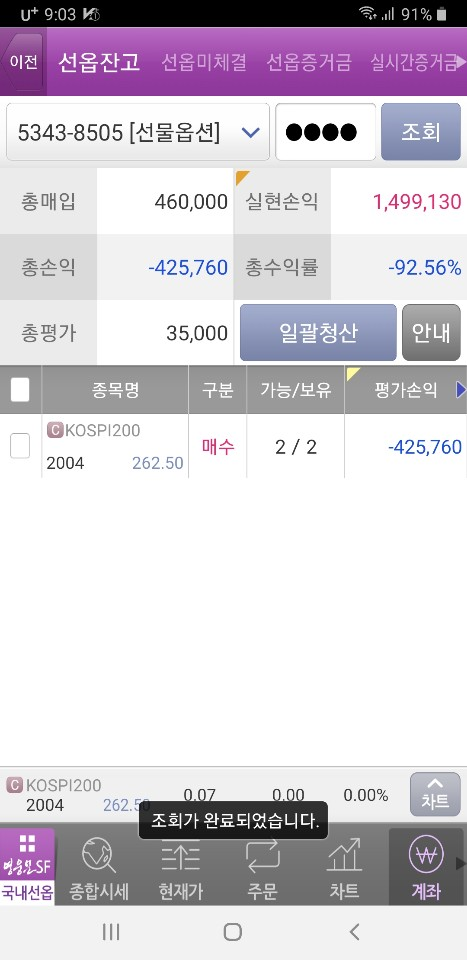 U+ 9:03 91%
이전 선옵잔고 선옵미체결 선옵증거금 실시간증거금
5343-8505 [선물옵션] ●●●● 조회
총매입 460,000 실현손익 1,499,130
총손익 -425,760 총수익률 -92.56%
총평가 35,000 일괄청산 안내
종목명 구분 가능/보유 평가손익
C KOSPI200
2004 262.50 매수 2 / 2 -425,760
C KOSPI200
2004 262.50 0.07 0.00 0.00% 차트
조회가 완료되었습니다.
영웅문SF
국내선옵 종합시세 현재가 주문 차트 계좌